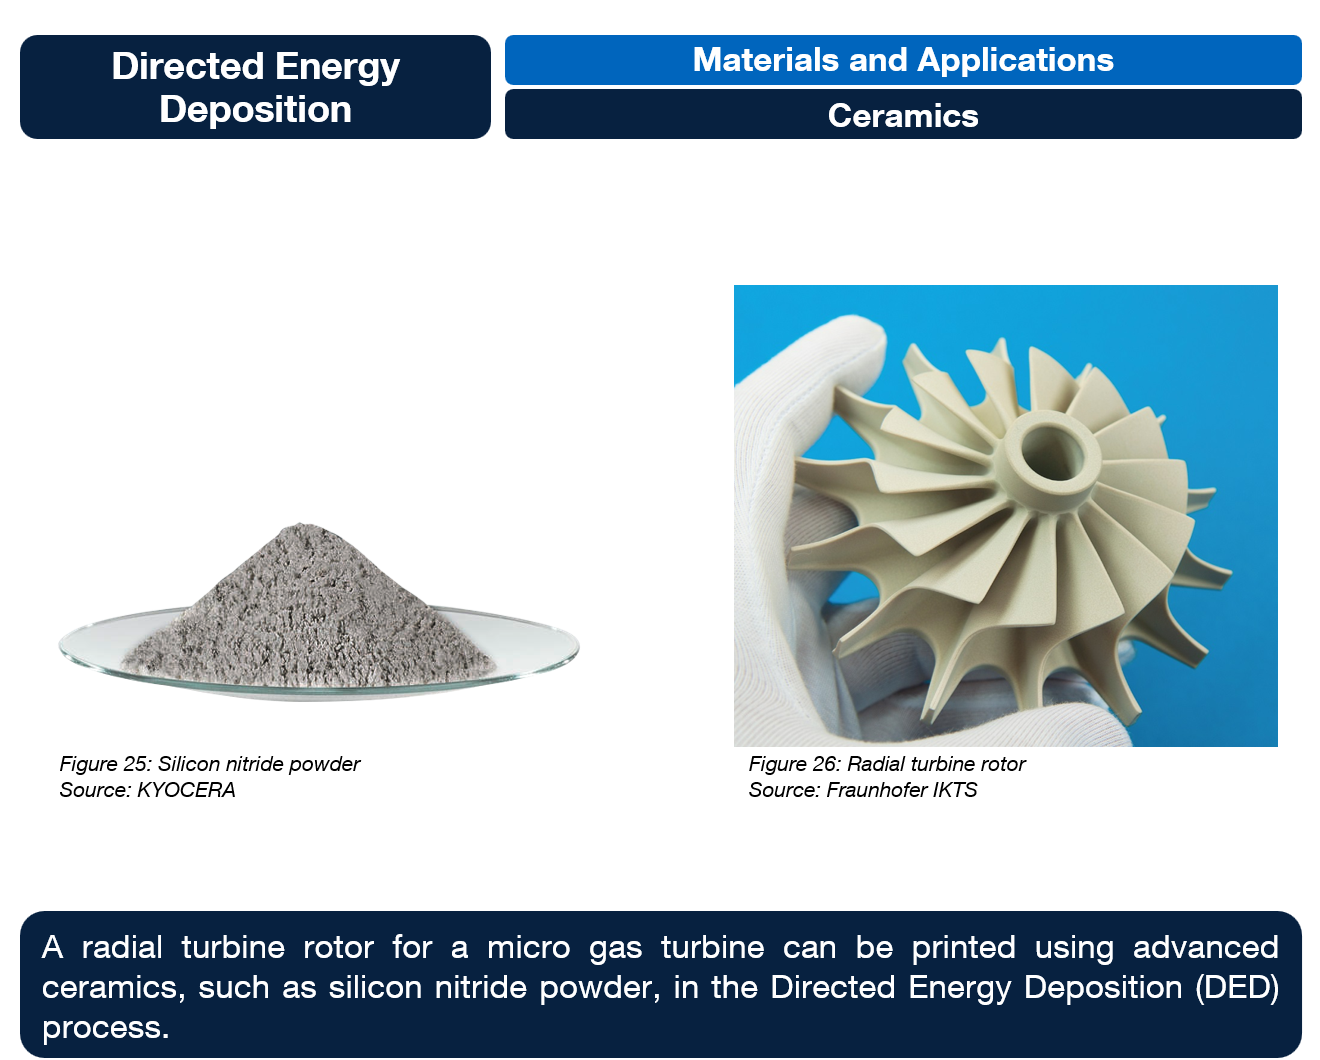 Directed Energy
Deposition
Materials and Applications
Ceramics
Figure 25: Silicon nitride powder
Source: KYOCERA
Figure 26: Radial turbine rotor
Source: Fraunhofer IKTS
A radial turbine rotor for a micro gas turbine can be printed using advanced
ceramics, such as silicon nitride powder, in the Directed Energy Deposition (DED)
process.